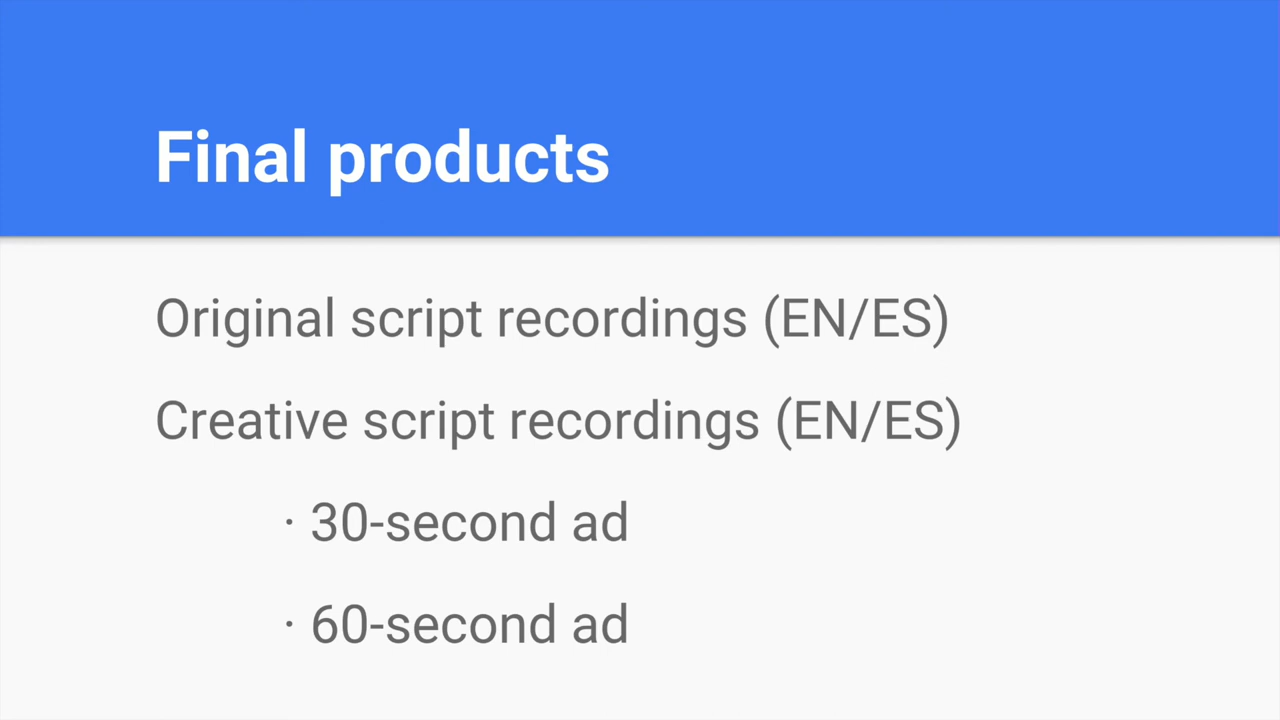 Final products
Original script recordings (EN/ES)
Creative script recordings (EN/ES)
· 30-second ad
· 60-second ad